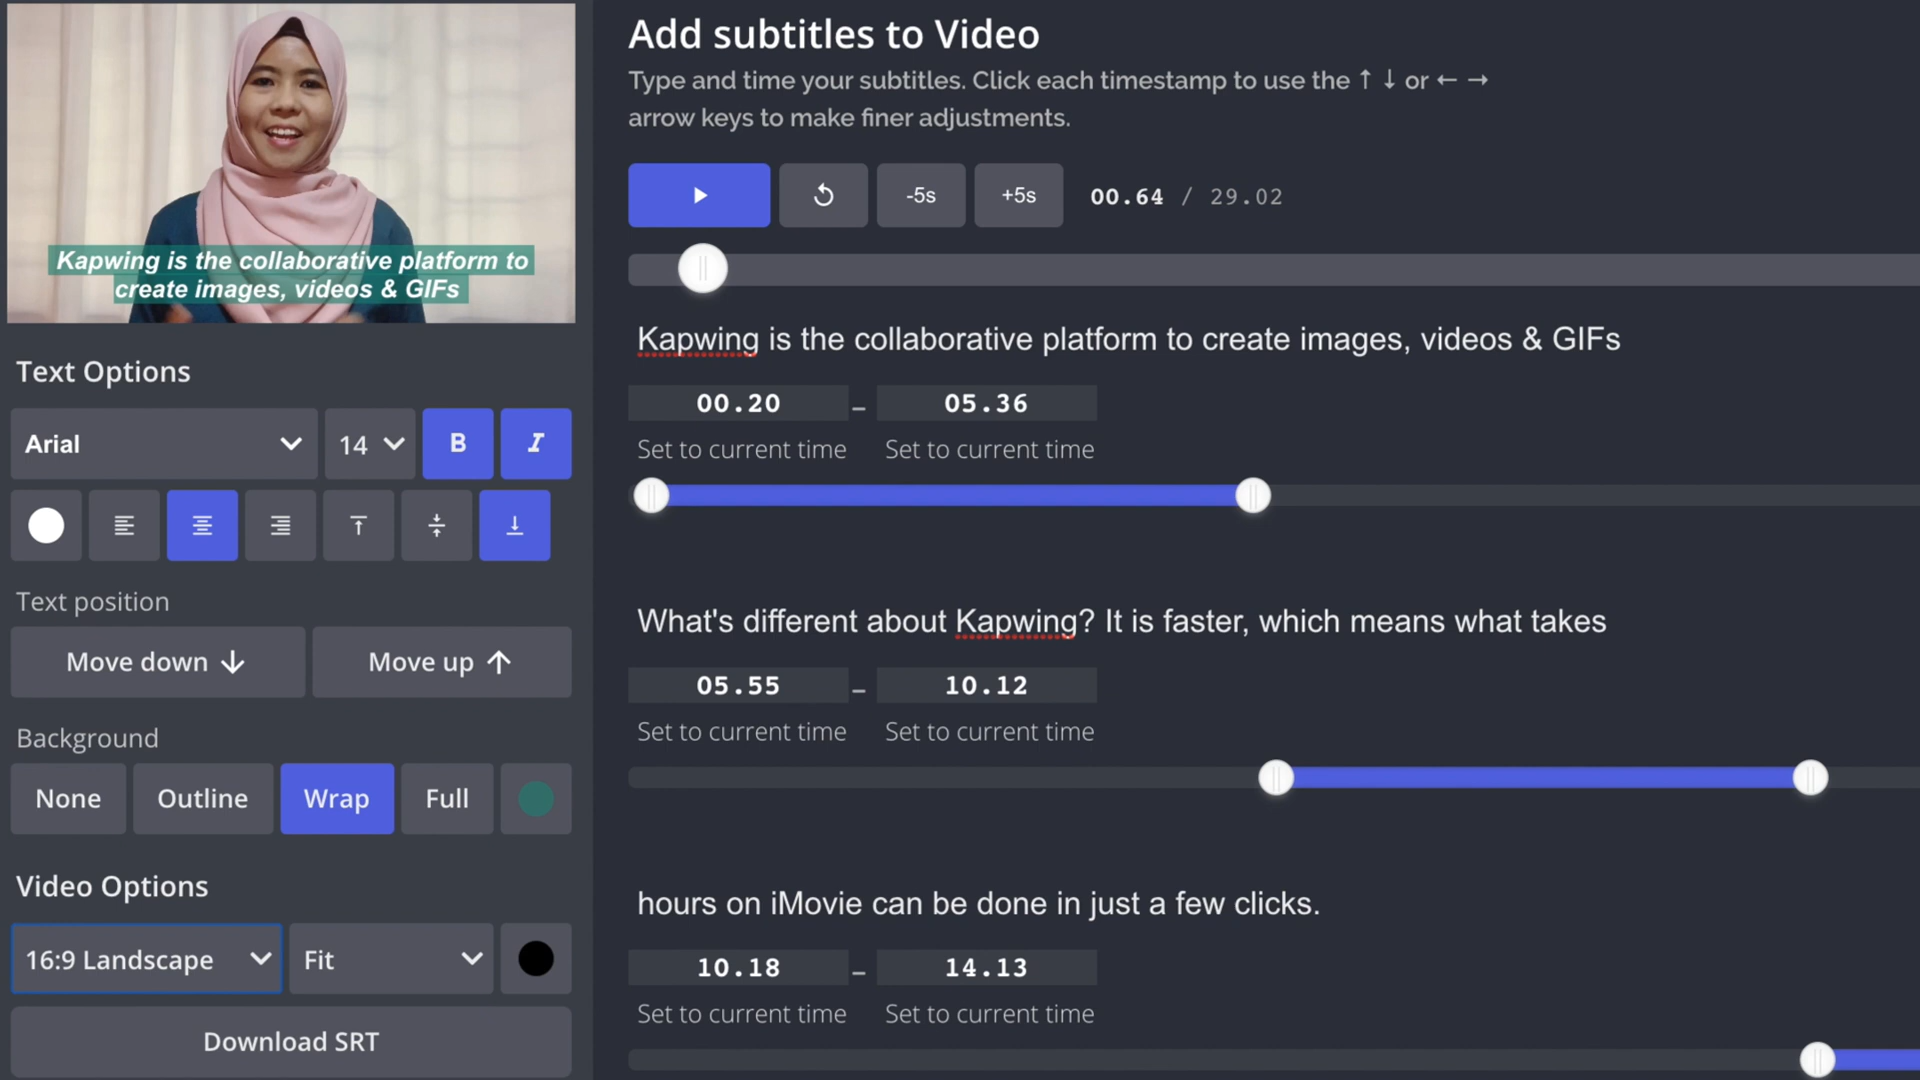 Kapwing is the collaborative platform to
create images, videos & GIFs
Text Options
Arial
14
B
I
Text position
Move down ↓
Move up ↑
Background
None
Outline
Wrap
Full
Video Options
16:9 Landscape
Fit
Download SRT
Add subtitles to Video
Type and time your subtitles. Click each timestamp to use the ↑ ↓ or ← →
arrow keys to make finer adjustments.
-5s
+5s
00.64 / 29.02
Kapwing is the collaborative platform to create images, videos & GIFs
00.20 – 05.36
Set to current time Set to current time
What's different about Kapwing? It is faster, which means what takes
05.55 – 10.12
Set to current time Set to current time
hours on iMovie can be done in just a few clicks.
10.18 – 14.13
Set to current time Set to current time